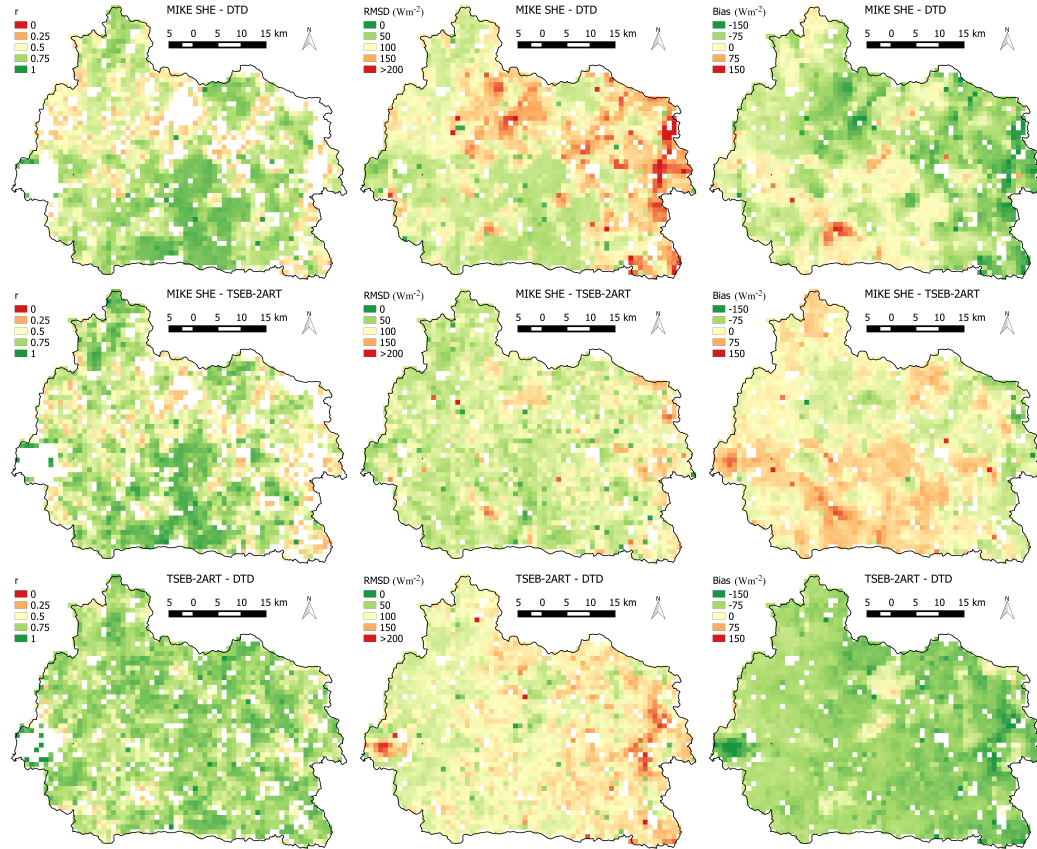 r
MIKE SHE - DTD
0
0.25
0.5
0.75
1
5 0 5 10 15 km
N
RMSD (Wm⁻²)
MIKE SHE - DTD
0
50
100
150
>200
5 0 5 10 15 km
N
Bias (Wm⁻²)
MIKE SHE - DTD
-150
-75
0
75
150
5 0 5 10 15 km
N
r
MIKE SHE - TSEB-2ART
0
0.25
0.5
0.75
1
5 0 5 10 15 km
N
RMSD (Wm⁻²)
MIKE SHE - TSEB-2ART
0
50
100
150
>200
5 0 5 10 15 km
N
Bias (Wm⁻²)
MIKE SHE - TSEB-2ART
-150
-75
0
75
150
5 0 5 10 15 km
N
r
TSEB-2ART - DTD
0
0.25
0.5
0.75
1
5 0 5 10 15 km
N
RMSD (Wm⁻²)
TSEB-2ART - DTD
0
50
100
150
>200
5 0 5 10 15 km
N
Bias (Wm⁻²)
TSEB-2ART - DTD
-150
-75
0
75
150
5 0 5 10 15 km
N